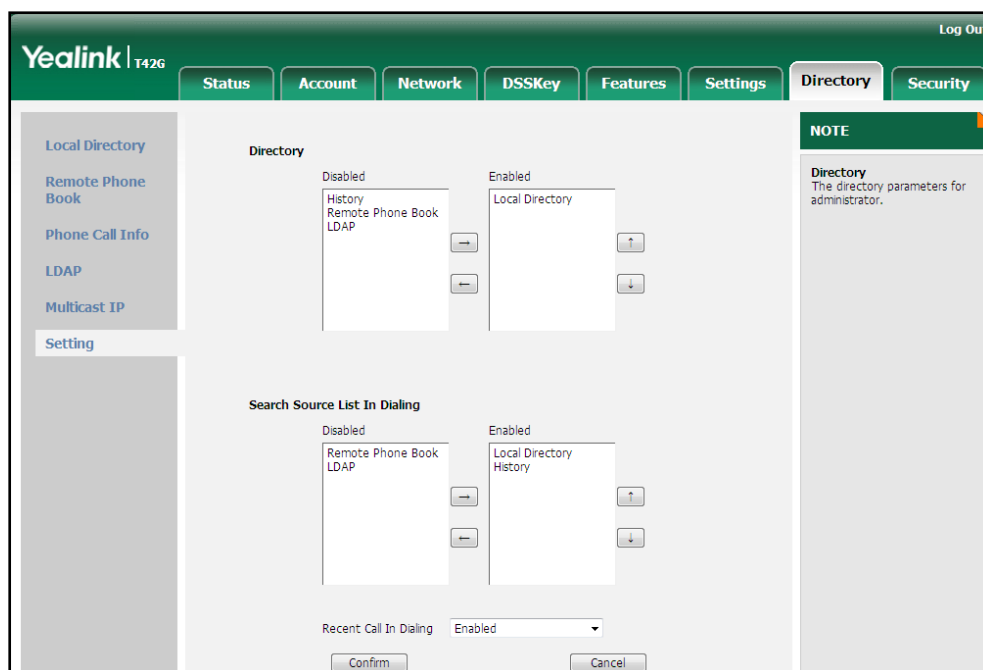 Log Ou
Yealink | T42G
Status Account Network DSSKey Features Settings Directory Security
Local Directory
Remote Phone
Book
Phone Call Info
LDAP
Multicast IP
Setting
Directory
Disabled Enabled
History
Remote Phone Book
LDAP
Local Directory
→
←
↑
↓
Search Source List In Dialing
Disabled Enabled
Remote Phone Book
LDAP
Local Directory
History
→
←
↑
↓
Recent Call In Dialing Enabled
Confirm Cancel
NOTE
Directory
The directory parameters for
administrator.